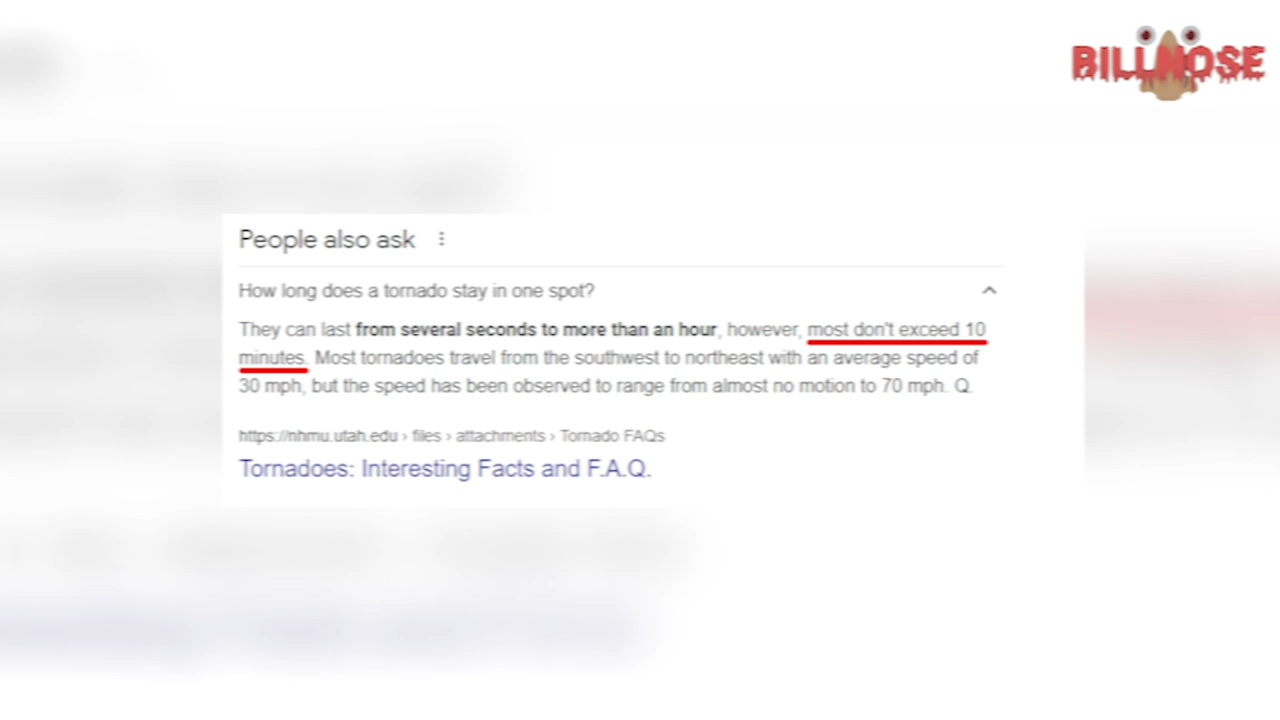 BILLNOSE
People also ask
How long does a tornado stay in one spot?
They can last from several seconds to more than an hour, however, most don't exceed 10
minutes. Most tornadoes travel from the southwest to northeast with an average speed of
30 mph, but the speed has been observed to range from almost no motion to 70 mph. Q.
https://nhmu.utah.edu › files › attachments › Tornado FAQs
Tornadoes: Interesting Facts and F.A.Q.